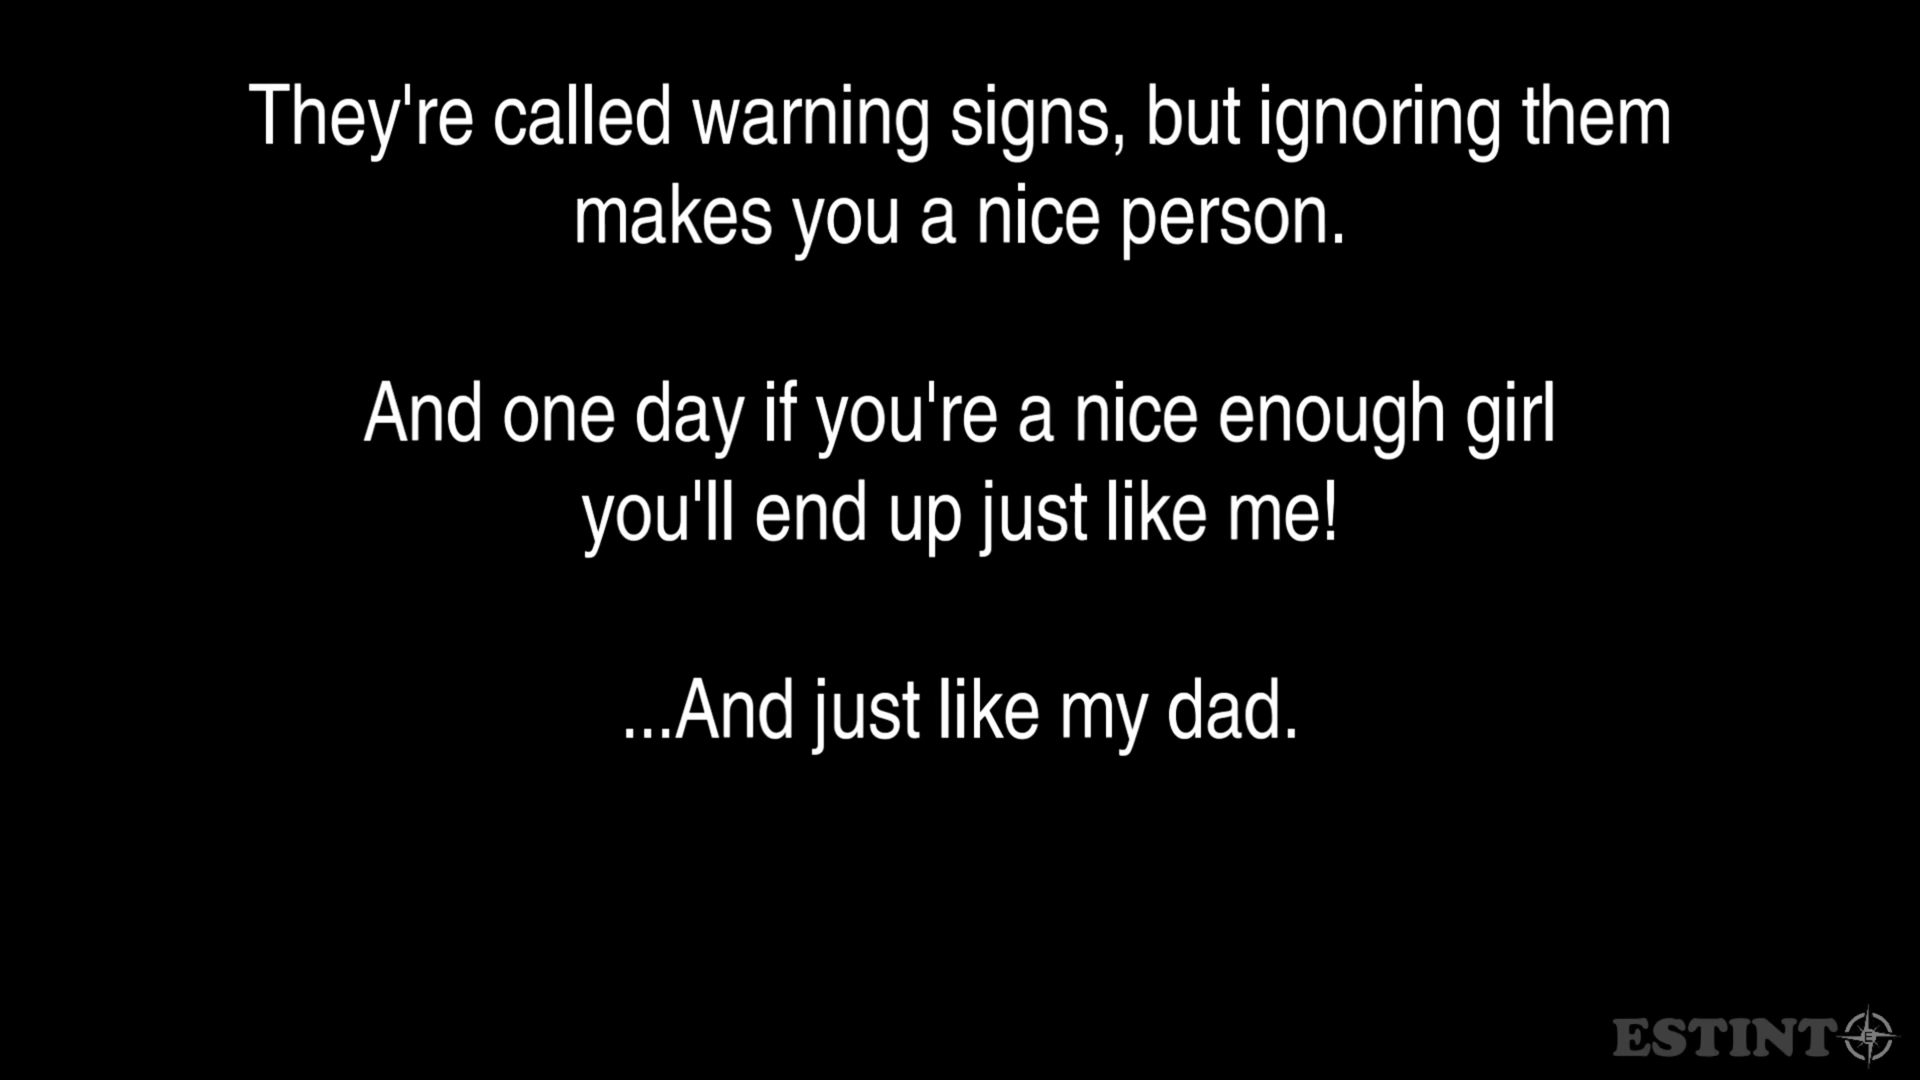 They're called warning signs, but ignoring them
makes you a nice person.
And one day if you're a nice enough girl
you'll end up just like me!
...And just like my dad.
ESTINT
E